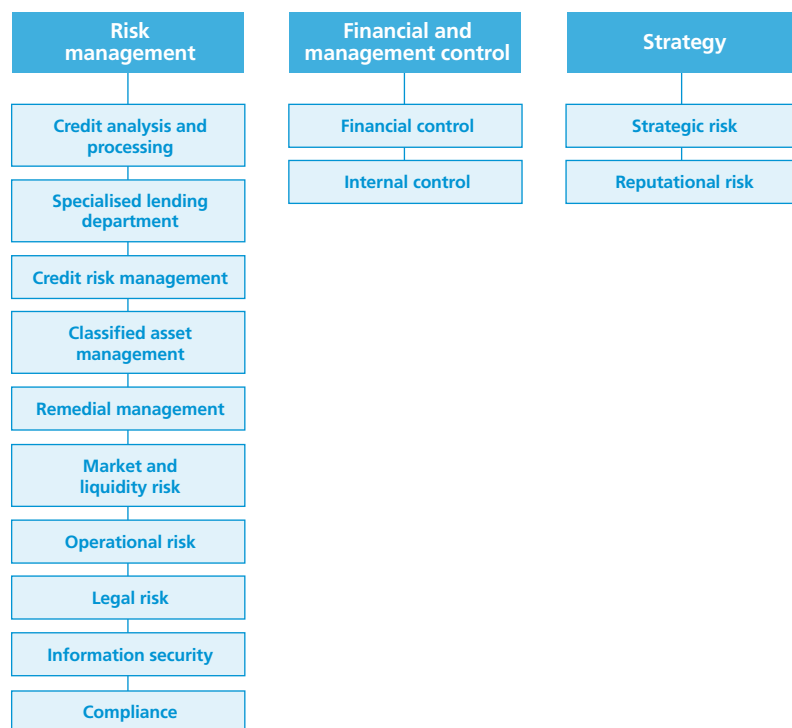 Risk
management
Credit analysis and
processing
Specialised lending
department
Credit risk management
Classified asset
management
Remedial management
Market and
liquidity risk
Operational risk
Legal risk
Information security
Compliance
Financial and
management control
Financial control
Internal control
Strategy
Strategic risk
Reputational risk